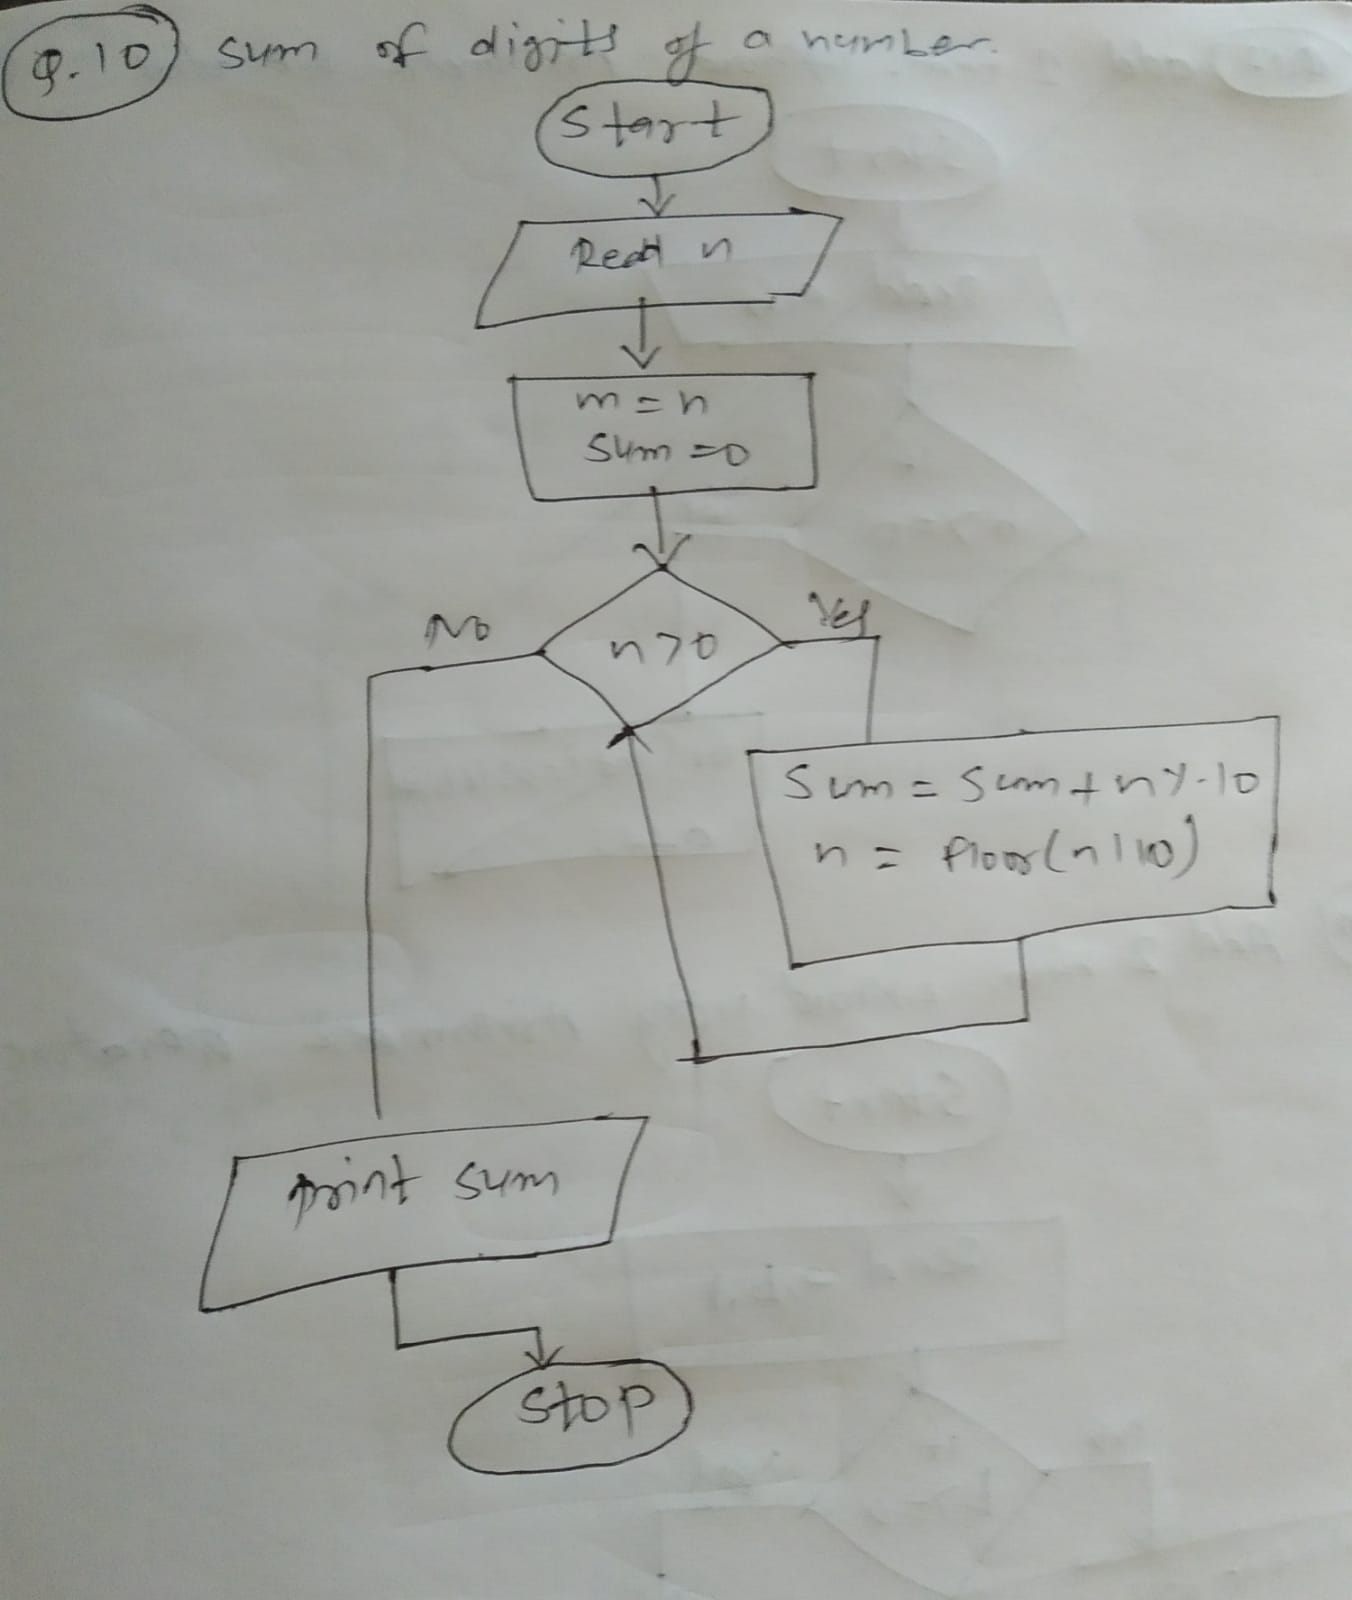 Q.10 sum of digits of a number.
Start
Read n
m = n
sum = 0
n>0
No
Yes
Sum = Sum + n%10
n = floor(n/10)
print sum
Stop